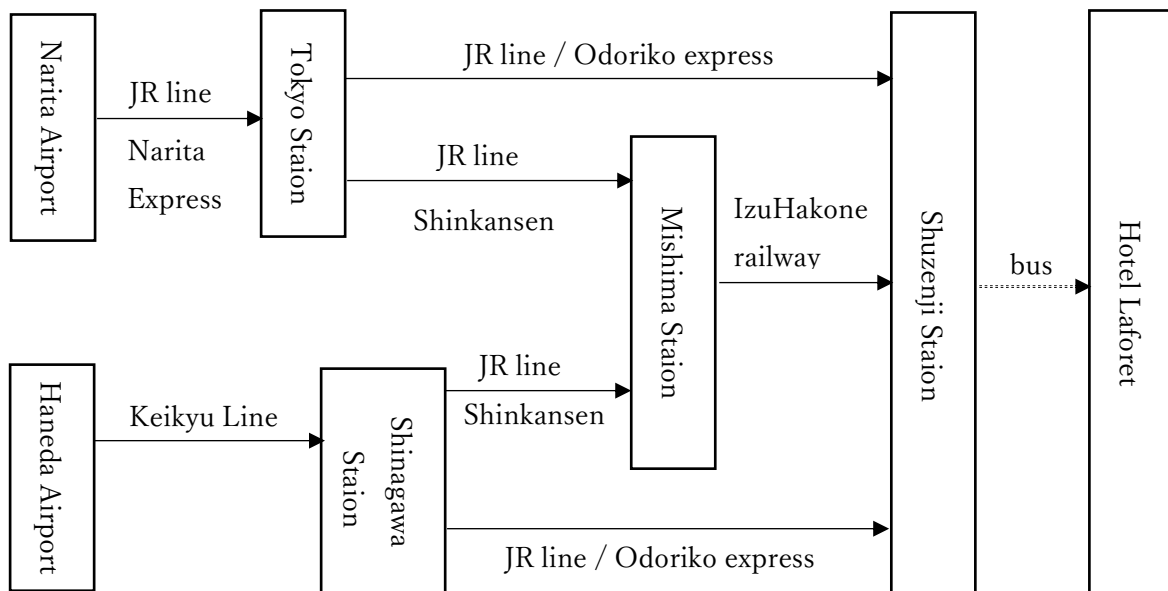 Narita Airport
JR line
Narita
Express
Tokyo Staion
JR line / Odoriko express
JR line
Shinkansen
Mishima Staion
IzuHakone
railway
Shuzenji Staion
bus
Hotel Laforet
Haneda Airport
Keikyu Line
Shinagawa
Staion
JR line
Shinkansen
JR line / Odoriko express